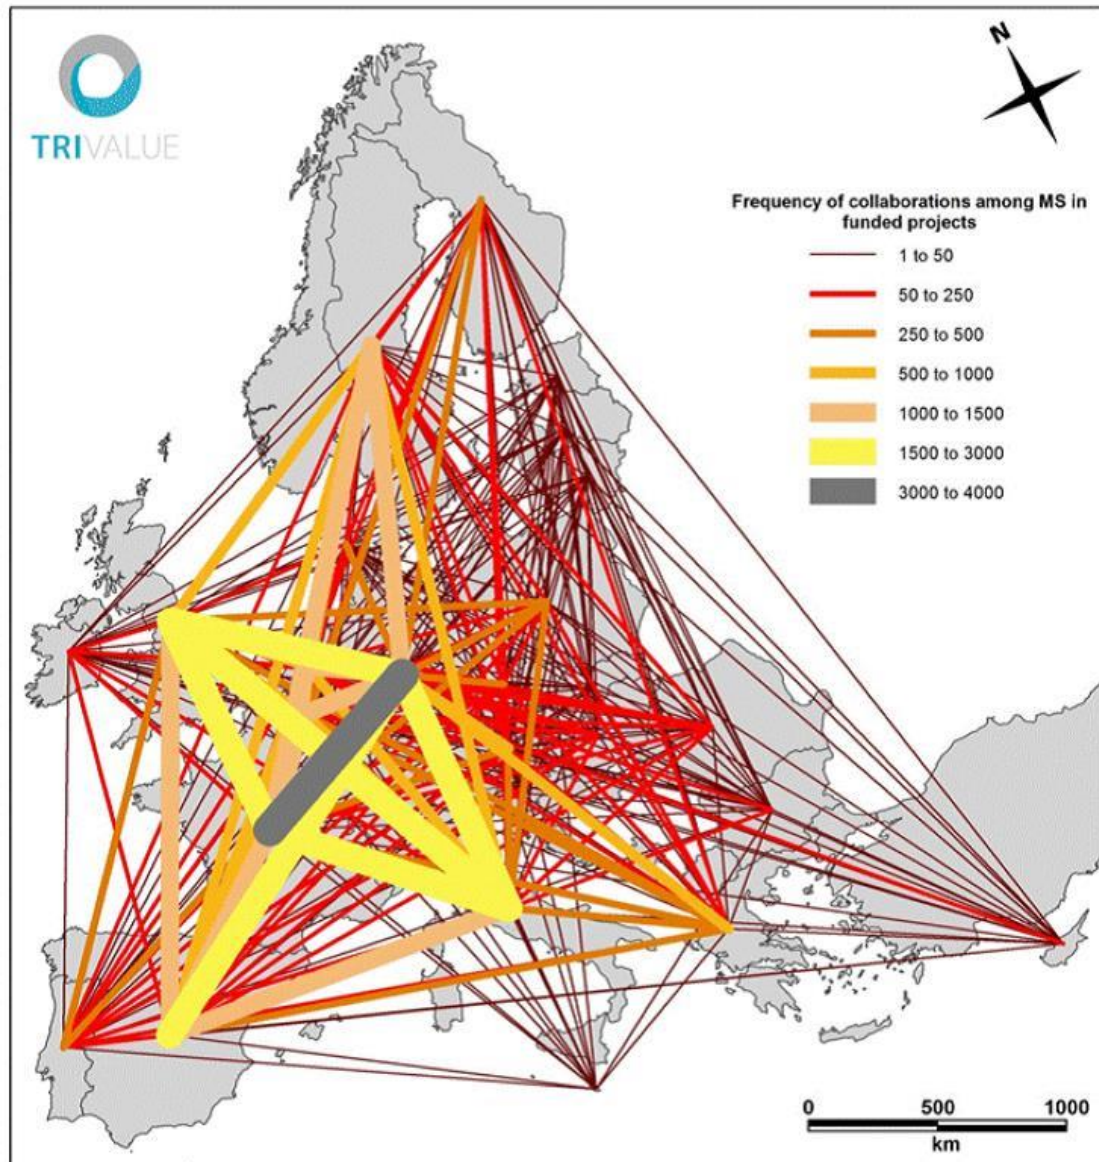 TRIVALUE
N
Frequency of collaborations among MS in
funded projects
1 to 50
50 to 250
250 to 500
500 to 1000
1000 to 1500
1500 to 3000
3000 to 4000
0 500 1000
km